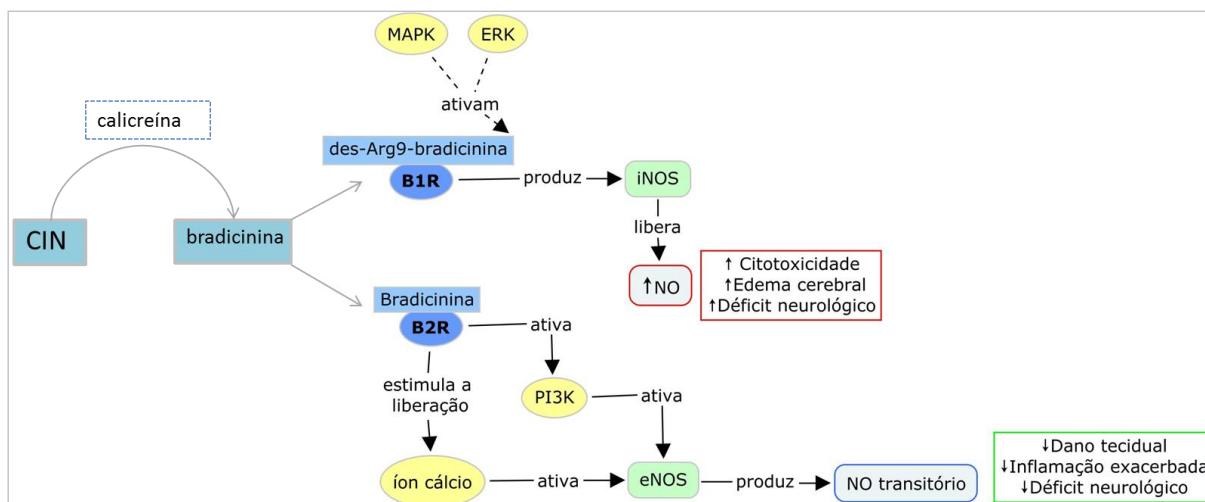 MAPK
ERK
ativam
calicreína
des-Arg9-bradicinina
B1R
produz
iNOS
libera
↑NO
↑ Citotoxicidade
↑Edema cerebral
↑Déficit neurológico
CIN
bradicinina
Bradicinina
B2R
ativa
estimula a
liberação
PI3K
ativa
íon cálcio
ativa
eNOS
produz
NO transitório
↓Dano tecidual
↓Inflamação exacerbada
↓Déficit neurológico